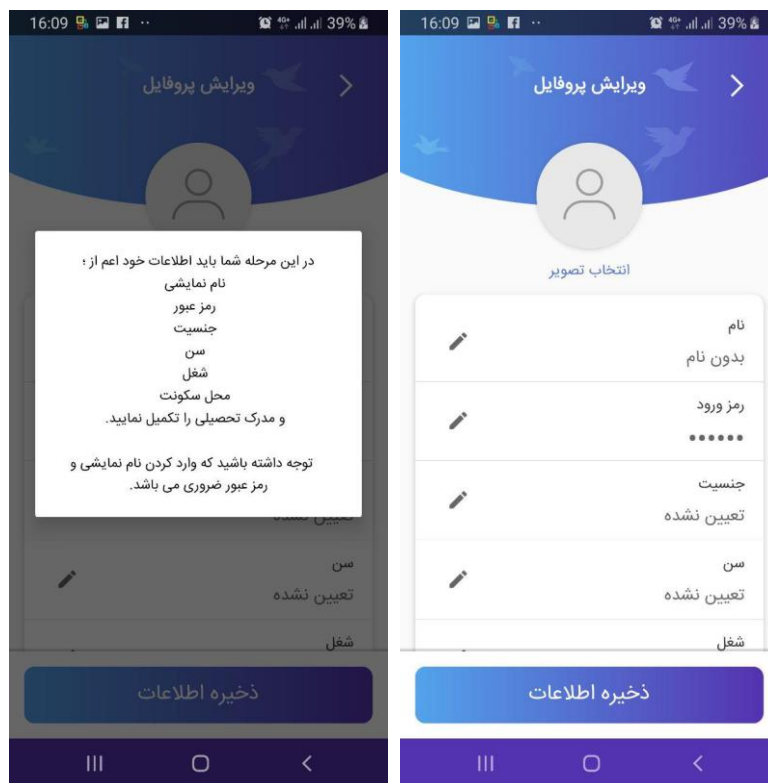 16:09 39%
ویرایش پروفایل
در این مرحله شما باید اطلاعات خود اعم از ؛
نام نمایشی
رمز عبور
جنسیت
سن
شغل
محل سکونت
و مدرک تحصیلی را تکمیل نمایید.
توجه داشته باشید که وارد کردن نام نمایشی و
رمز عبور ضروری می باشد.
تعیین نشده
سن
تعیین نشده
شغل
ذخیره اطلاعات
16:09 4G+ 39%
ویرایش پروفایل
انتخاب تصویر
نام
بدون نام
رمز ورود
••••••
جنسیت
تعیین نشده
سن
تعیین نشده
شغل
ذخیره اطلاعات